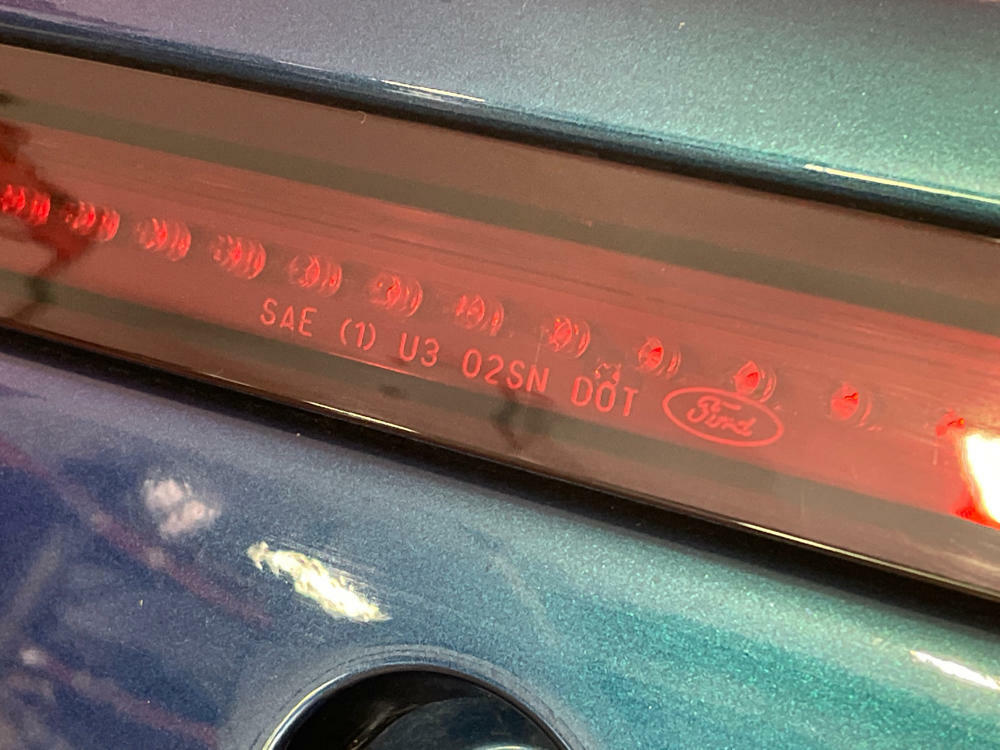 SAE (1) U3 02SN DOT Ford